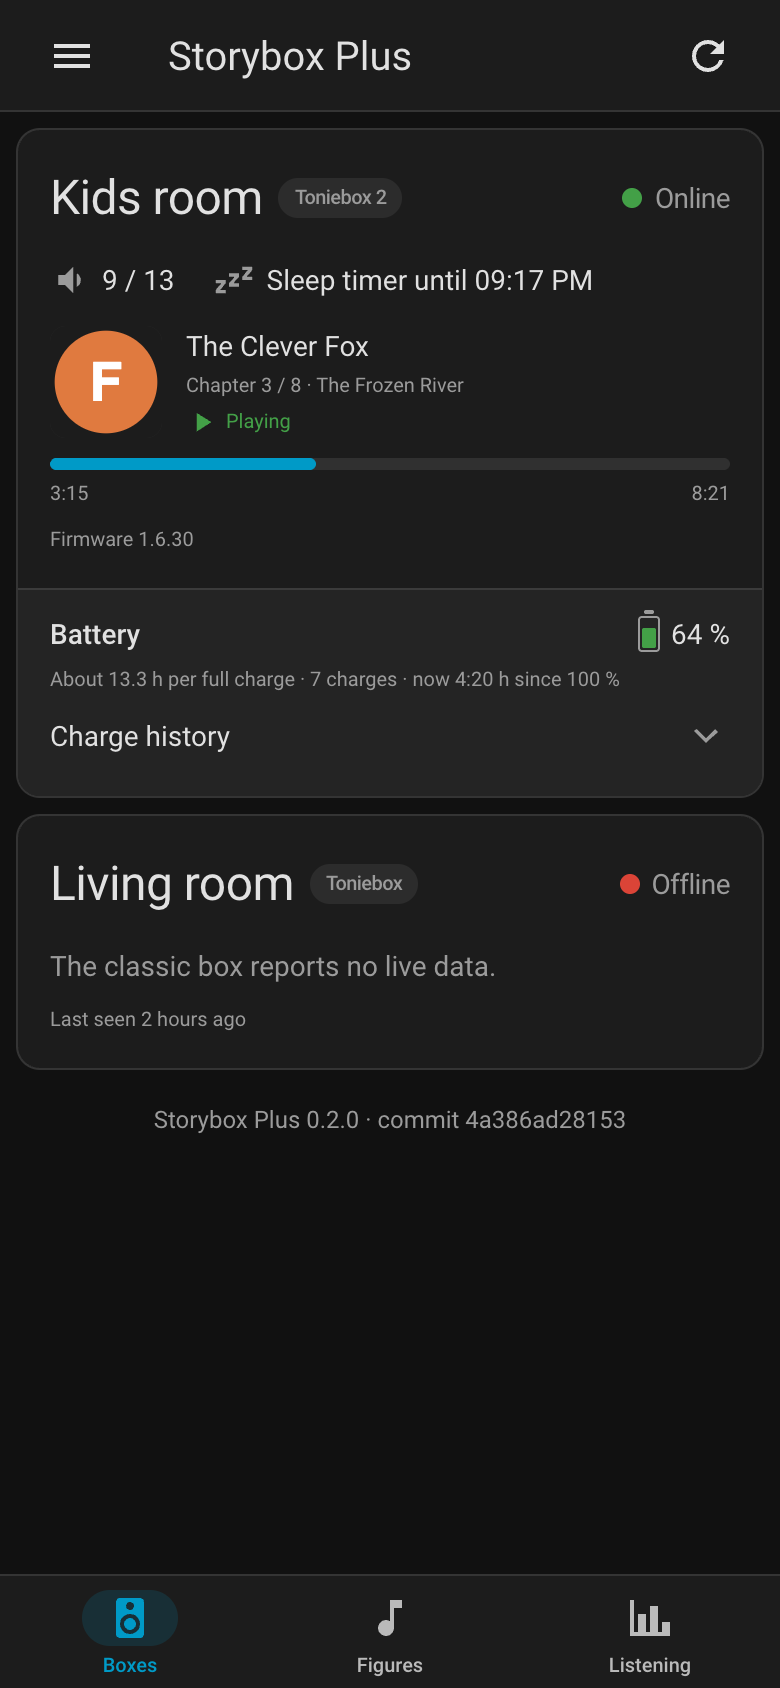 Storybox Plus
Kids room Toniebox 2 Online
9 / 13 zzz Sleep timer until 09:17 PM
F
The Clever Fox
Chapter 3 / 8 · The Frozen River
Playing
3:15 8:21
Firmware 1.6.30
Battery 64 %
About 13.3 h per full charge · 7 charges · now 4:20 h since 100 %
Charge history
Living room Toniebox Offline
The classic box reports no live data.
Last seen 2 hours ago
Storybox Plus 0.2.0 · commit 4a386ad28153
Boxes Figures Listening